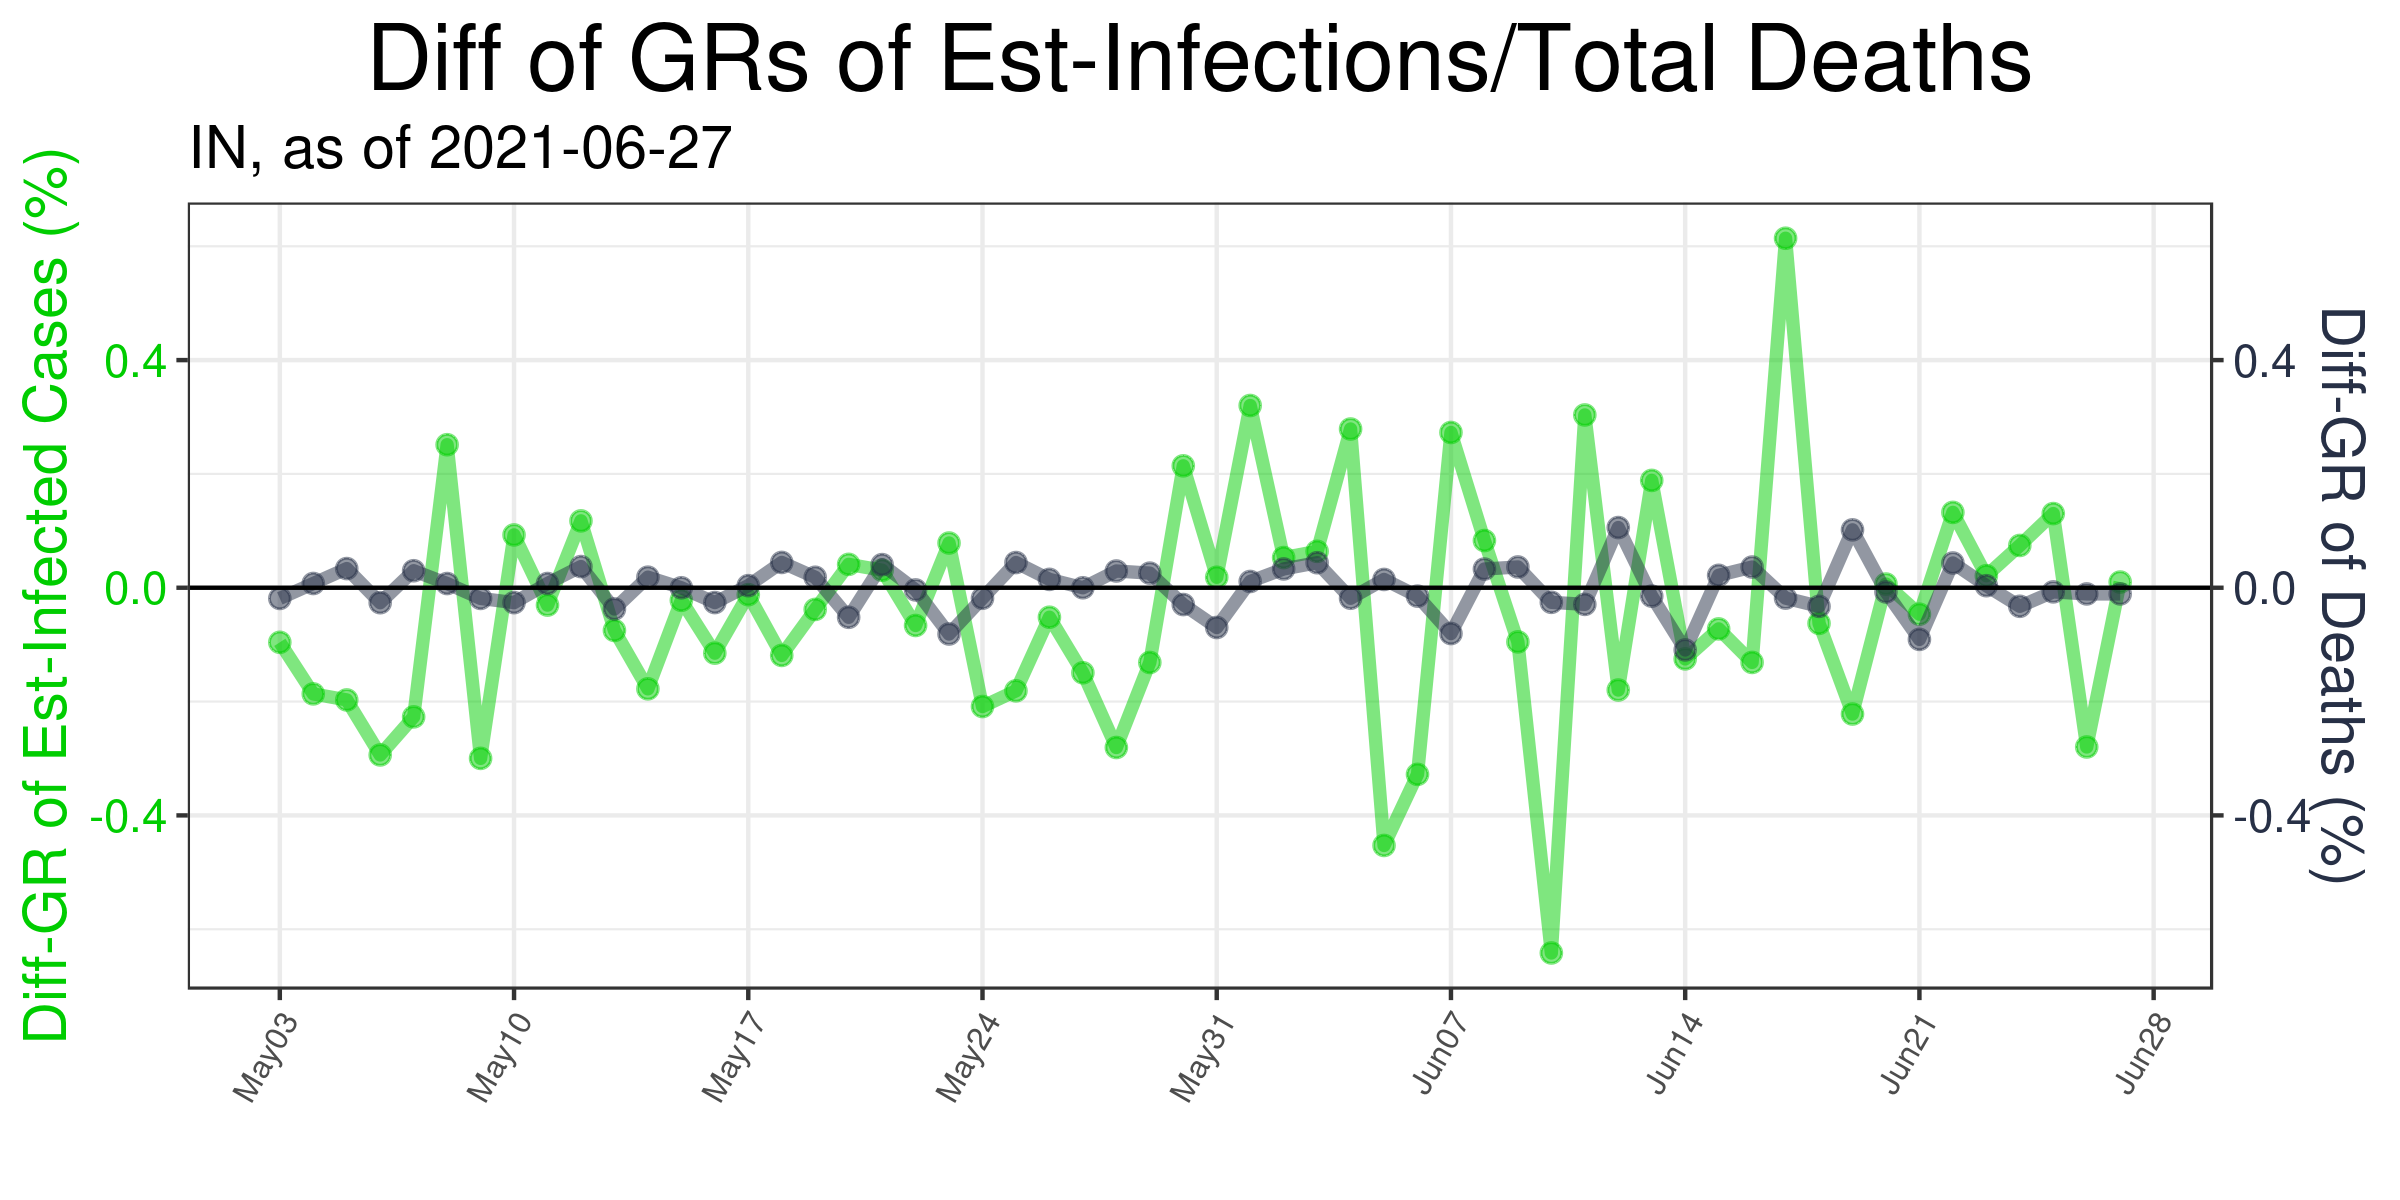 Diff of GRs of Est-Infections/Total Deaths
IN, as of 2021-06-27
Diff-GR of Est-Infected Cases (%)
0.4
0.0
-0.4
0.4
0.0
-0.4
Diff-GR of Deaths (%)
May03
May10
May17
May24
May31
Jun07
Jun14
Jun21
Jun28